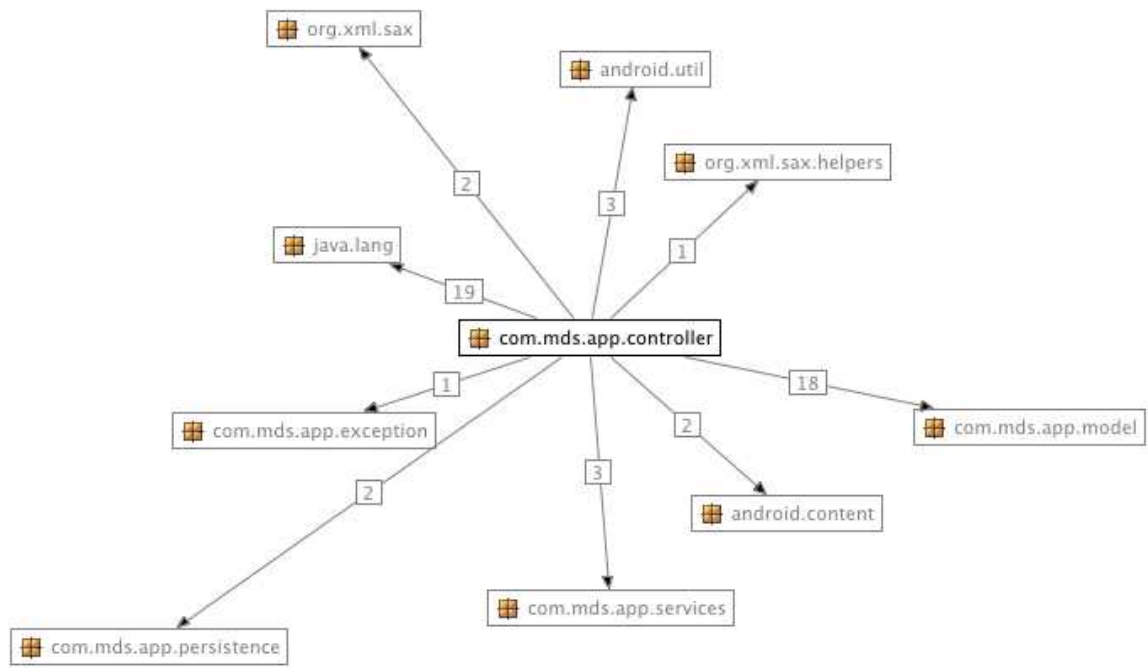 org.xml.sax
android.util
org.xml.sax.helpers
2
3
java.lang
1
19
com.mds.app.controller
1
18
com.mds.app.exception
2
com.mds.app.model
3
2
android.content
com.mds.app.services
com.mds.app.persistence